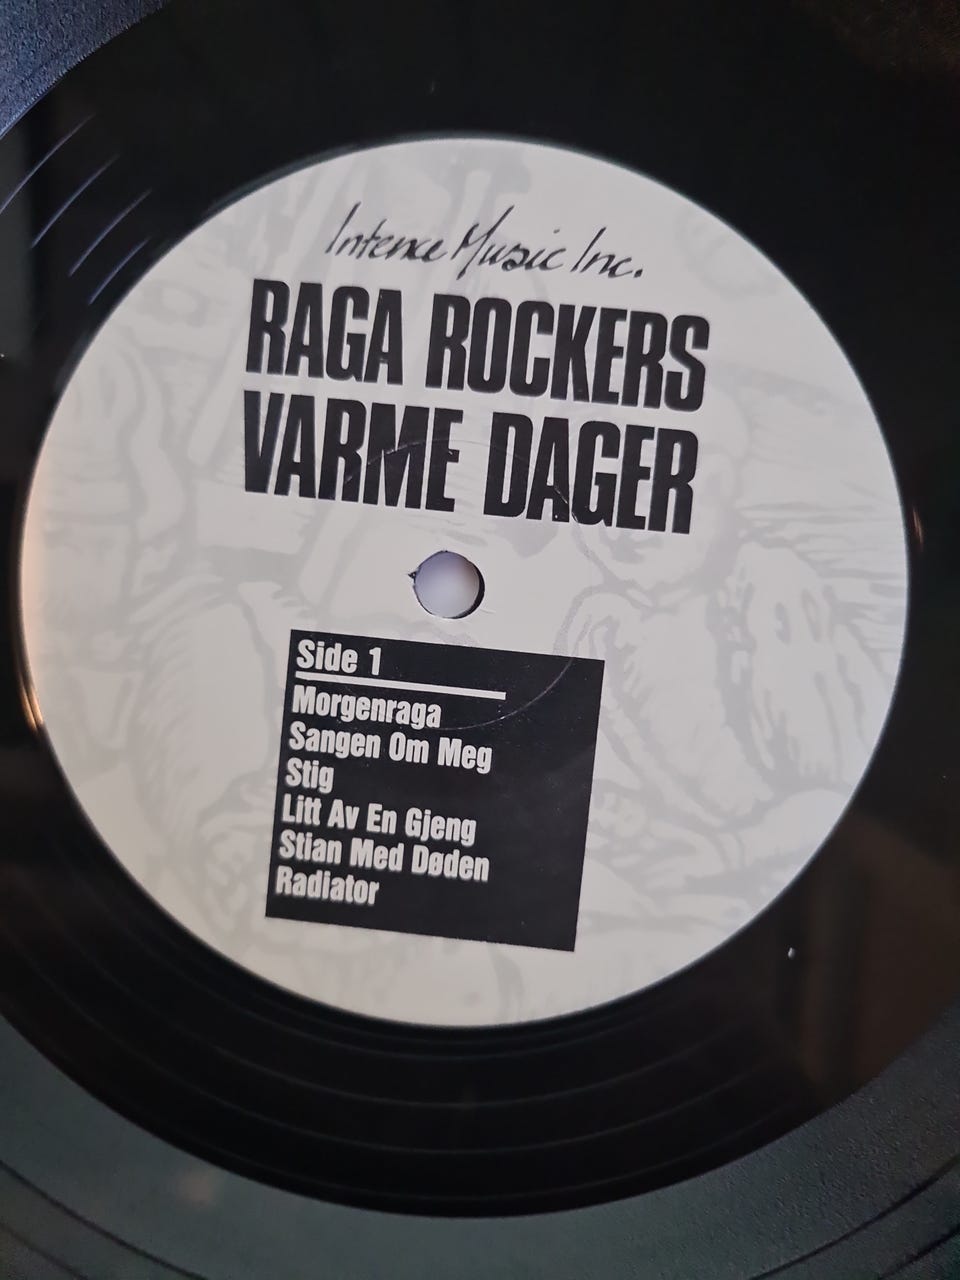 Intence Music Inc.
RAGA ROCKERS
VARME DAGER
Side 1
Morgenraga
Sangen Om Meg
Stig
Litt Av En Gjeng
Stian Med Døden
Radiator